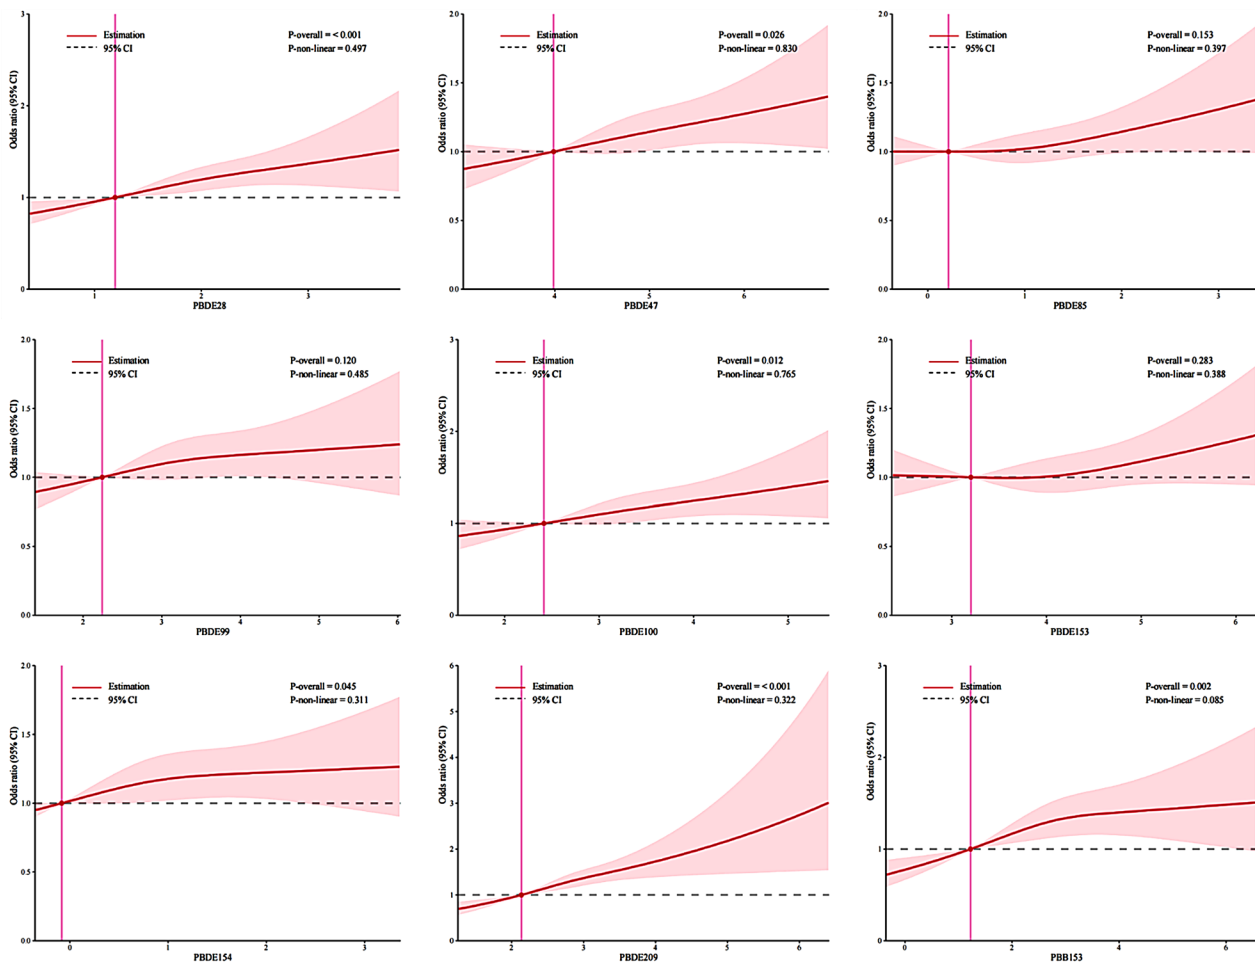 3
2.0
2.0
Estimation P-overall = < 0.001
95% CI P-non-linear = 0.497
Estimation P-overall = 0.026
95% CI P-non-linear = 0.830
Estimation P-overall = 0.153
95% CI P-non-linear = 0.397
2
1.5
1.5
Odds ratio (95% CI)
Odds ratio (95% CI)
Odds ratio (95% CI)
1
1.0
1.0
0.5
0.5
0
0.0
0.0
1 2 3
4 5 6
0 1 2 3
PBDE28
PBDE47
PBDE85
2.0
3
2.0
Estimation P-overall = 0.120
95% CI P-non-linear = 0.485
Estimation P-overall = 0.012
95% CI P-non-linear = 0.765
Estimation P-overall = 0.283
95% CI P-non-linear = 0.388
1.5
2
1.5
Odds ratio (95% CI)
Odds ratio (95% CI)
Odds ratio (95% CI)
1.0
1
1.0
0.5
0.5
0.0
0
0.0
2 3 4 5 6
2 3 4 5
3 4 5 6
PBDE99
PBDE100
PBDE153
2.0
6
3
Estimation P-overall = 0.045
95% CI P-non-linear = 0.311
Estimation P-overall = < 0.001
95% CI P-non-linear = 0.322
Estimation P-overall = 0.002
95% CI P-non-linear = 0.085
1.5
5
4
2
Odds ratio (95% CI)
Odds ratio (95% CI)
Odds ratio (95% CI)
1.0
3
2
1
0.5
1
0.0
0
0
0 1 2 3
2 3 4 5 6
0 2 4 6
PBDE154
PBDE209
PBB153